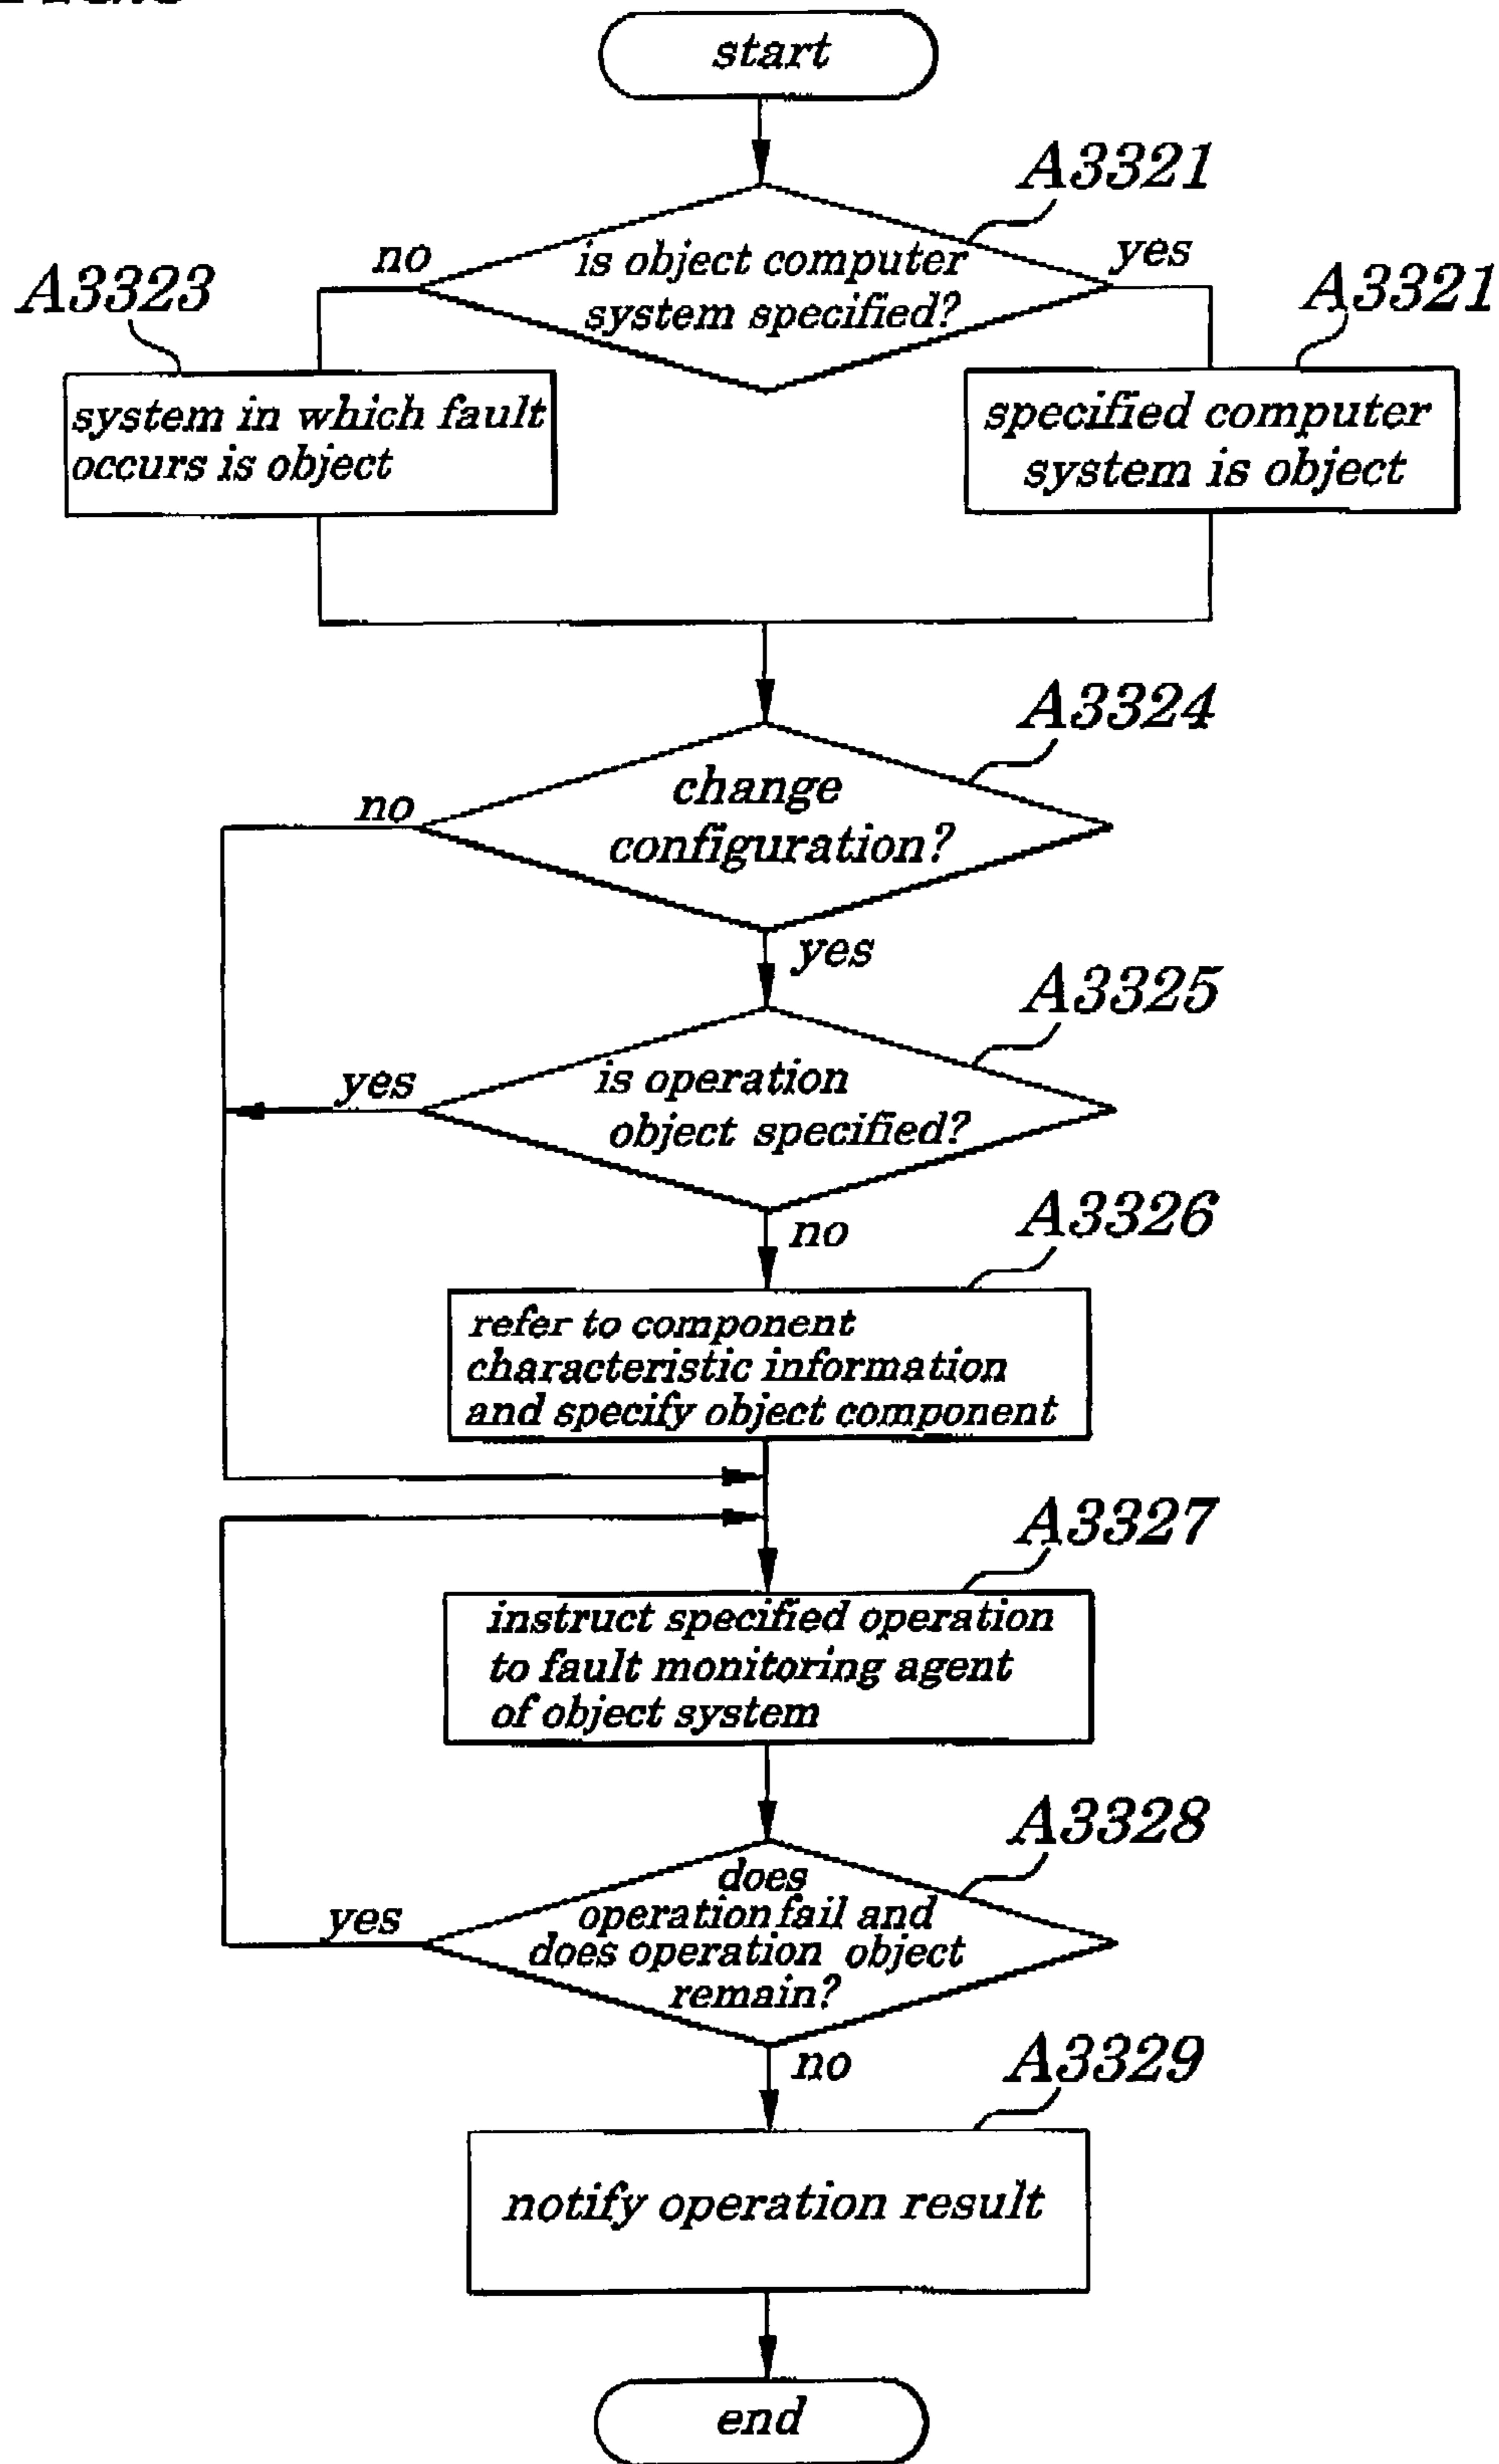 start
A3321
is object computer
system specified?
no
yes
A3323
A3321
system in which fault
occurs is object
specified computer
system is object
A3324
change
configuration?
no
yes
A3325
is operation
object specified?
yes
no
A3326
refer to component
characteristic information
and specify object component
A3327
instruct specified operation
to fault monitoring agent
of object system
A3328
does
operation fail and
does operation object
remain?
yes
no
A3329
notify operation result
end